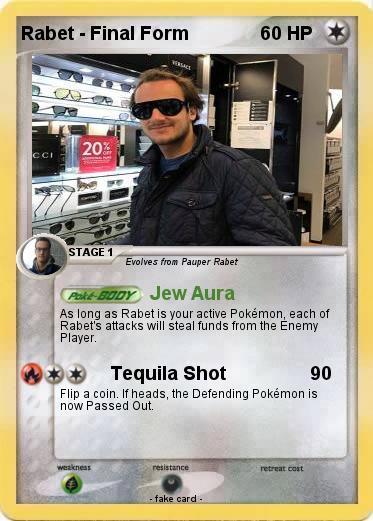 Rabet - Final Form 60 HP
VERSACE
20%
OFF
CCI
STAGE 1
Evolves from Pauper Rabet
Poké-BODY Jew Aura
As long as Rabet is your active Pokémon, each of
Rabet's attacks will steal funds from the Enemy
Player.
Tequila Shot 90
Flip a coin. If heads, the Defending Pokémon is
now Passed Out.
weakness resistance retreat cost
- fake card -